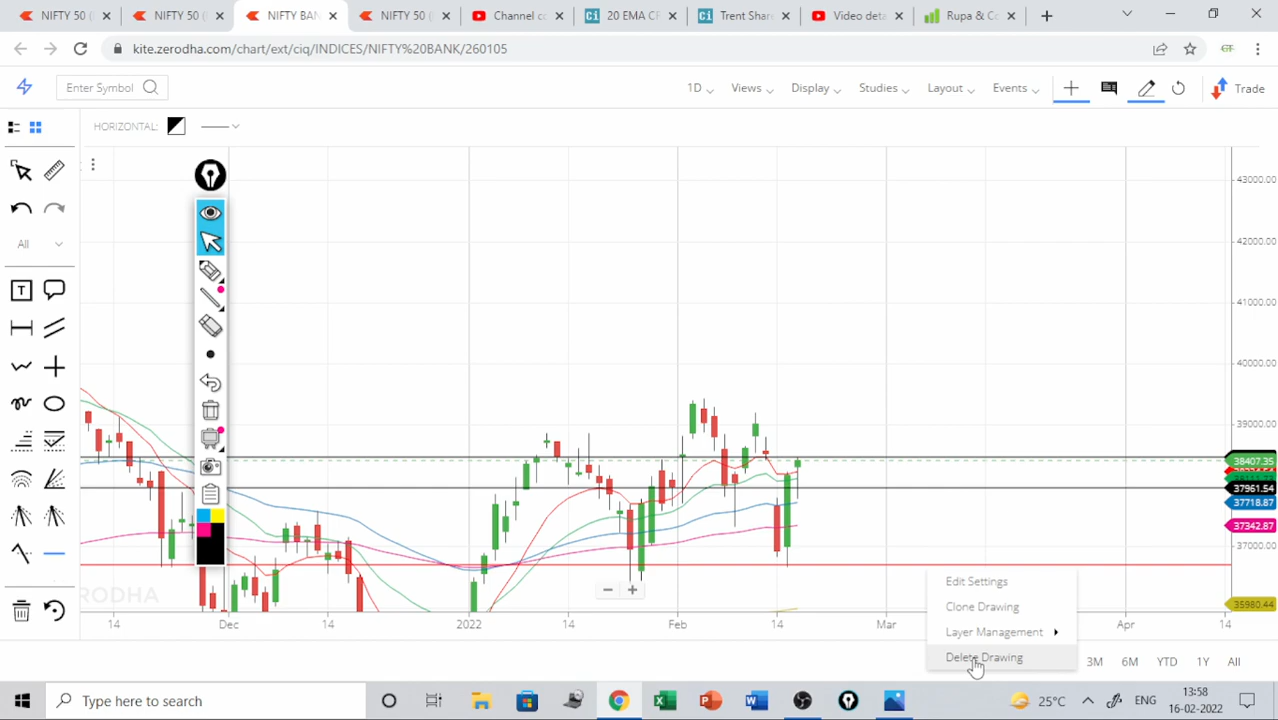 NIFTY 50 (
NIFTY 50 (
NIFTY BAN
NIFTY 50 (
Channel co
20 EMA CR
Trent Shar
Video deta
Rupa & Co
kite.zerodha.com/chart/ext/ciq/INDICES/NIFTY%20BANK/260105
GT
Enter Symbol
1D
Views
Display
Studies
Layout
Events
Trade
HORIZONTAL:
All
T
43000.00
42000.00
41000.00
40000.00
39000.00
38407.35
37961.54
37718.87
37342.87
37000.00
35980.44
ERODHA
Edit Settings
Clone Drawing
Layer Management
Delete Drawing
14
Dec
14
2022
14
Feb
14
Mar
Apr
14
3M
6M
YTD
1Y
All
Type here to search
25°C
ENG
13:58
16-02-2022